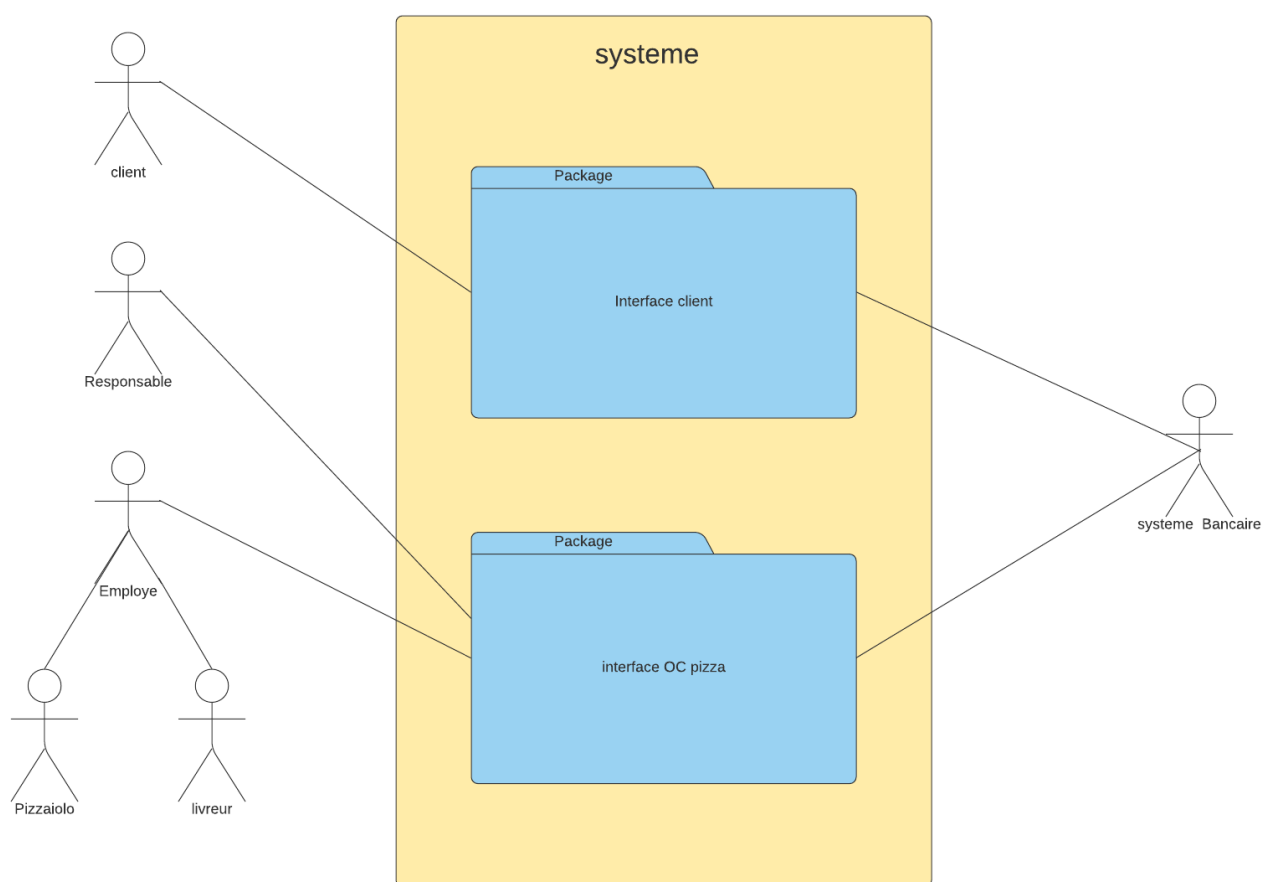 systeme
client
Package
Interface client
Responsable
systeme Bancaire
Employe
Package
interface OC pizza
Pizzaiolo
livreur